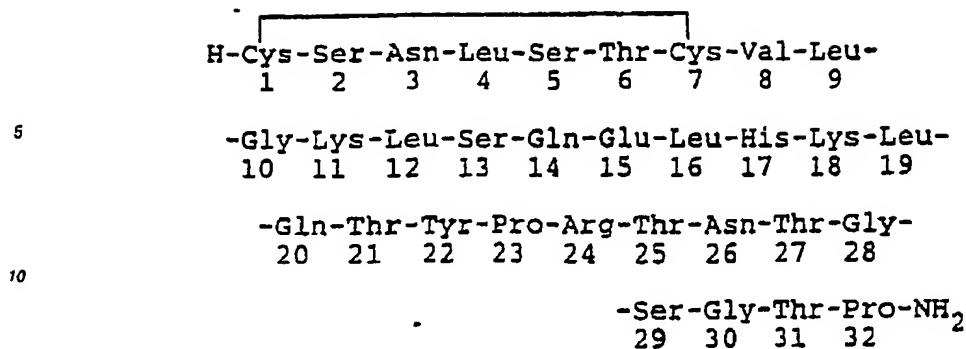 H-Cys-Ser-Asn-Leu-Ser-Thr-Cys-Val-Leu-
1 2 3 4 5 6 7 8 9
5
-Gly-Lys-Leu-Ser-Gln-Glu-Leu-His-Lys-Leu-
10 11 12 13 14 15 16 17 18 19
-Gln-Thr-Tyr-Pro-Arg-Thr-Asn-Thr-Gly-
20 21 22 23 24 25 26 27 28
10
-Ser-Gly-Thr-Pro-NH2
29 30 31 32